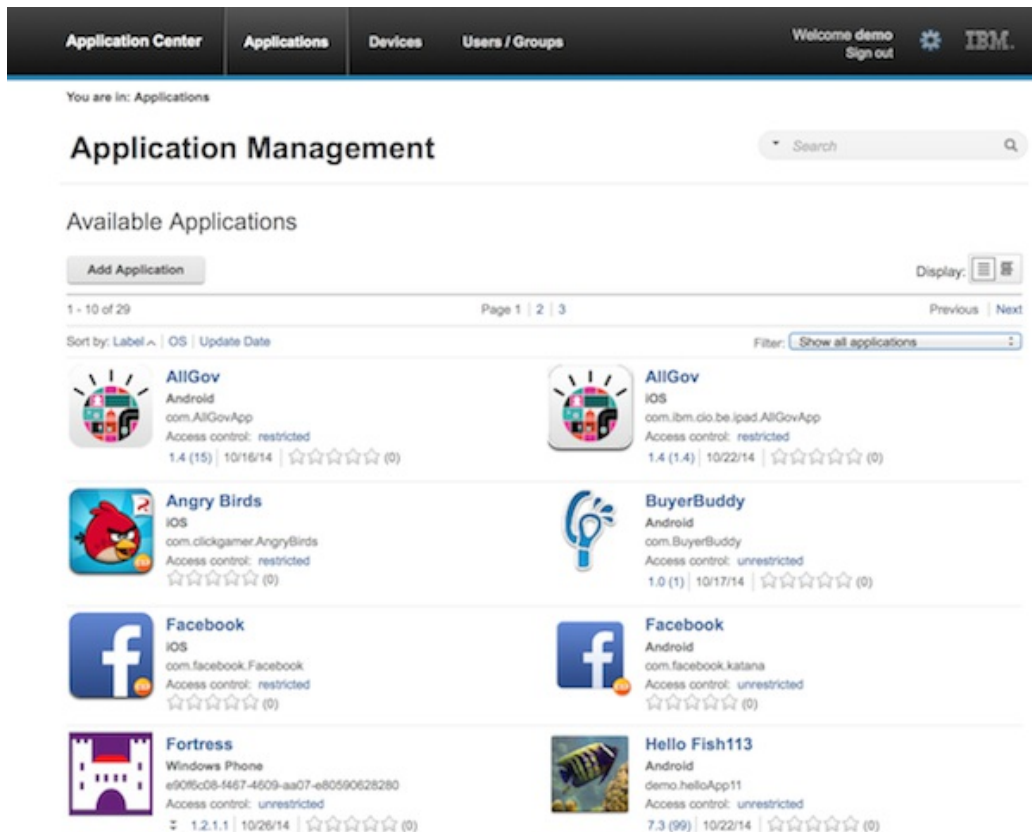 Application Center Applications Devices Users / Groups Welcome demo IBM.
Sign out
You are in: Applications
Application Management Search
Available Applications
Add Application Display:
1 - 10 of 29 Page 1 | 2 | 3 Previous | Next
Sort by: Label | OS | Update Date Filter: Show all applications
AllGov
Android
com.AllGovApp
Access control: restricted
1.4 (15) | 10/16/14 | (0)
AllGov
iOS
com.ibm.cio.be.ipad.AllGovApp
Access control: restricted
1.4 (1.4) | 10/22/14 | (0)
Angry Birds
iOS
com.clickgamer.AngryBirds
Access control: restricted
(0)
BuyerBuddy
Android
com.BuyerBuddy
Access control: unrestricted
1.0 (1) | 10/17/14 | (0)
Facebook
iOS
com.facebook.Facebook
Access control: restricted
(0)
Facebook
Android
com.facebook.katana
Access control: unrestricted
(0)
Fortress
Windows Phone
e90f6c08-f467-4609-aa07-e80590628280
Access control: unrestricted
1.2.1.1 | 10/26/14 | (0)
Hello Fish113
Android
demo.helloApp11
Access control: unrestricted
7.3 (99) | 10/22/14 | (0)